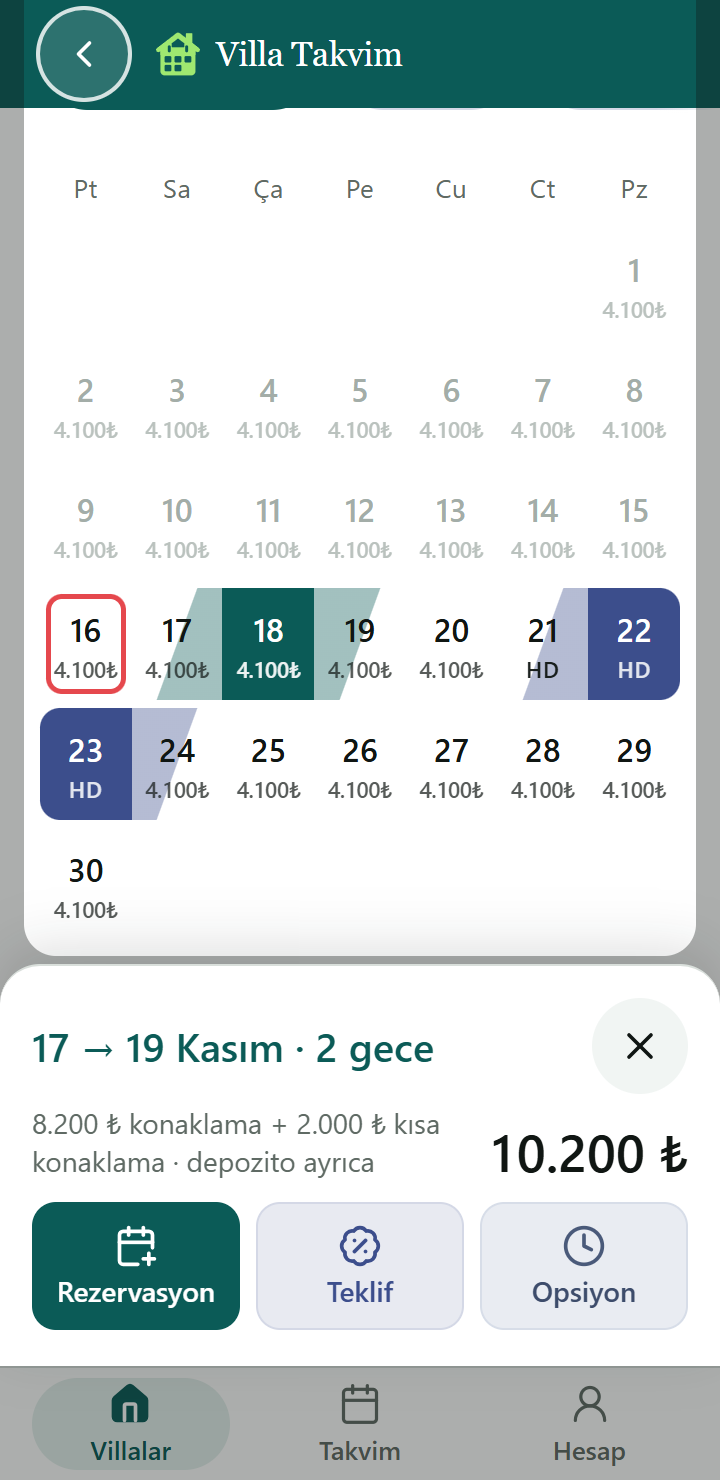 Villa Takvim
Pt Sa Ça Pe Cu Ct Pz
1
4.100₺
2 3 4 5 6 7 8
4.100₺ 4.100₺ 4.100₺ 4.100₺ 4.100₺ 4.100₺ 4.100₺
9 10 11 12 13 14 15
4.100₺ 4.100₺ 4.100₺ 4.100₺ 4.100₺ 4.100₺ 4.100₺
16 17 18 19 20 21 22
4.100₺ 4.100₺ 4.100₺ 4.100₺ 4.100₺ HD HD
23 24 25 26 27 28 29
HD 4.100₺ 4.100₺ 4.100₺ 4.100₺ 4.100₺ 4.100₺
30
4.100₺
17 → 19 Kasım · 2 gece
8.200 ₺ konaklama + 2.000 ₺ kısa
konaklama · depozito ayrıca
10.200 ₺
Rezervasyon Teklif Opsiyon
Villalar Takvim Hesap